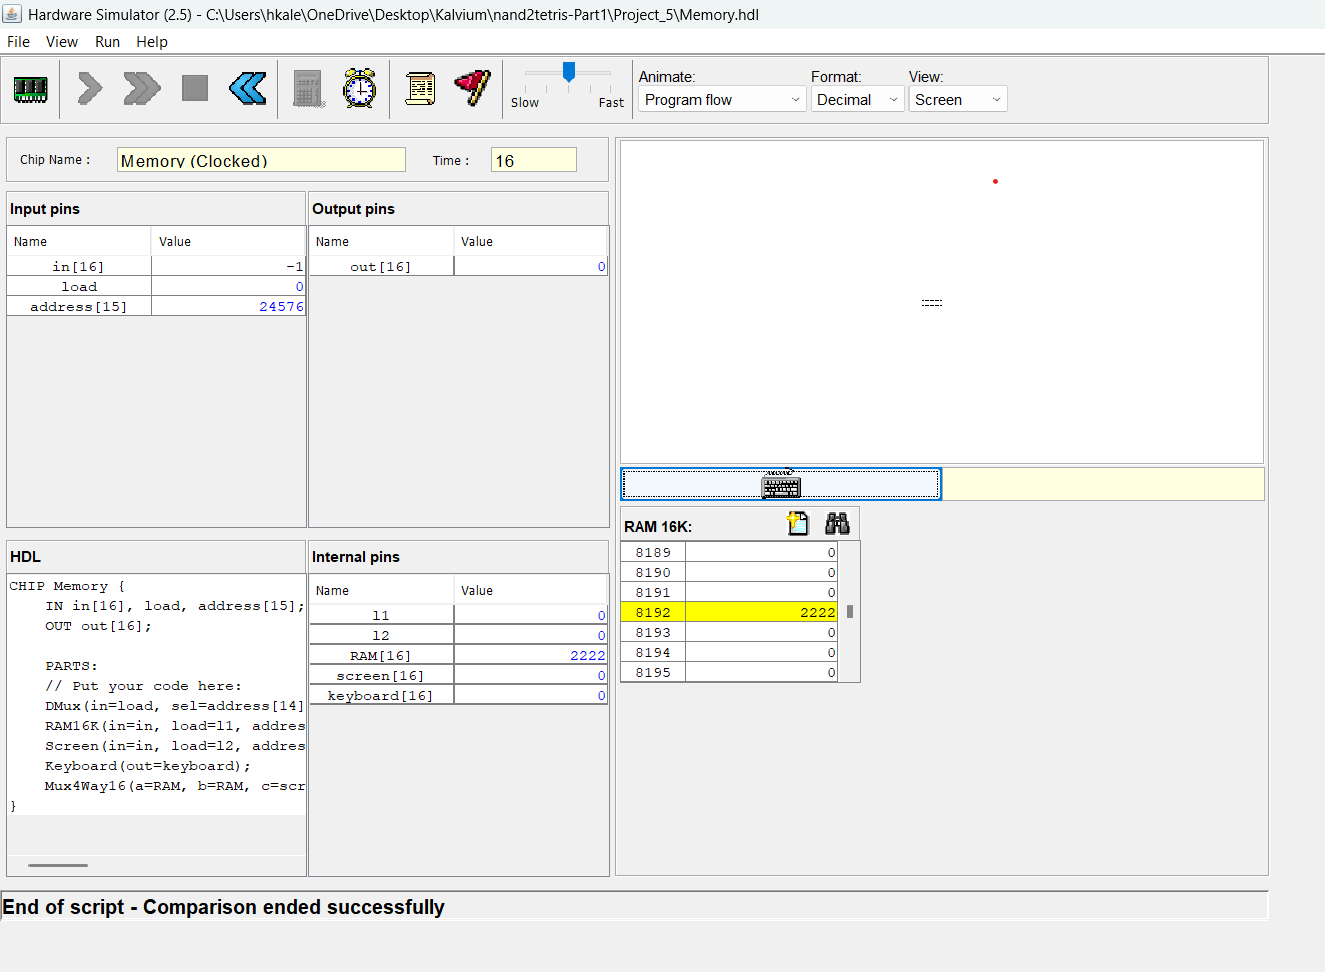 Hardware Simulator (2.5) - C:\Users\hkale\OneDrive\Desktop\Kalvium\nand2tetris-Part1\Project_5\Memory.hdl
File View Run Help
Slow Fast
Animate: Format: View:
Program flow Decimal Screen
Chip Name : Memory (Clocked) Time : 16
Input pins
Name Value
in[16] -1
load 0
address[15] 24576
Output pins
Name Value
out[16] 0
HDL
CHIP Memory {
IN in[16], load, address[15];
OUT out[16];
PARTS:
// Put your code here:
DMux(in=load, sel=address[14]
RAM16K(in=in, load=l1, addres
Screen(in=in, load=l2, addres
Keyboard(out=keyboard);
Mux4Way16(a=RAM, b=RAM, c=scr
}
Internal pins
Name Value
l1 0
l2 0
RAM[16] 2222
screen[16] 0
keyboard[16] 0
RAM 16K:
8189 0
8190 0
8191 0
8192 2222
8193 0
8194 0
8195 0
End of script - Comparison ended successfully